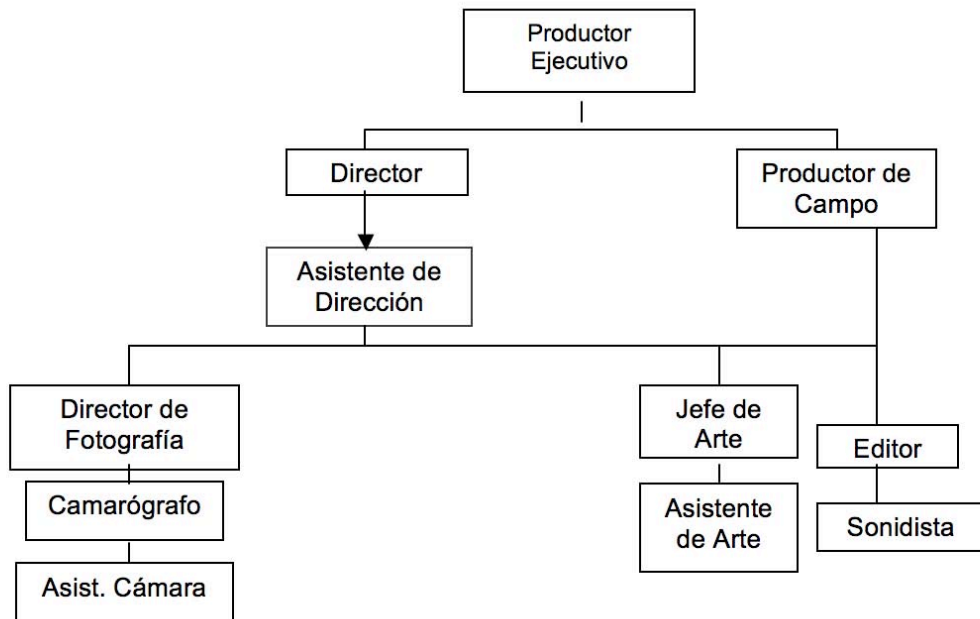 Productor
Ejecutivo
Director
Productor de
Campo
Asistente de
Dirección
Director de
Fotografía
Jefe de
Arte
Editor
Camarógrafo
Asistente
de Arte
Sonidista
Asist. Cámara